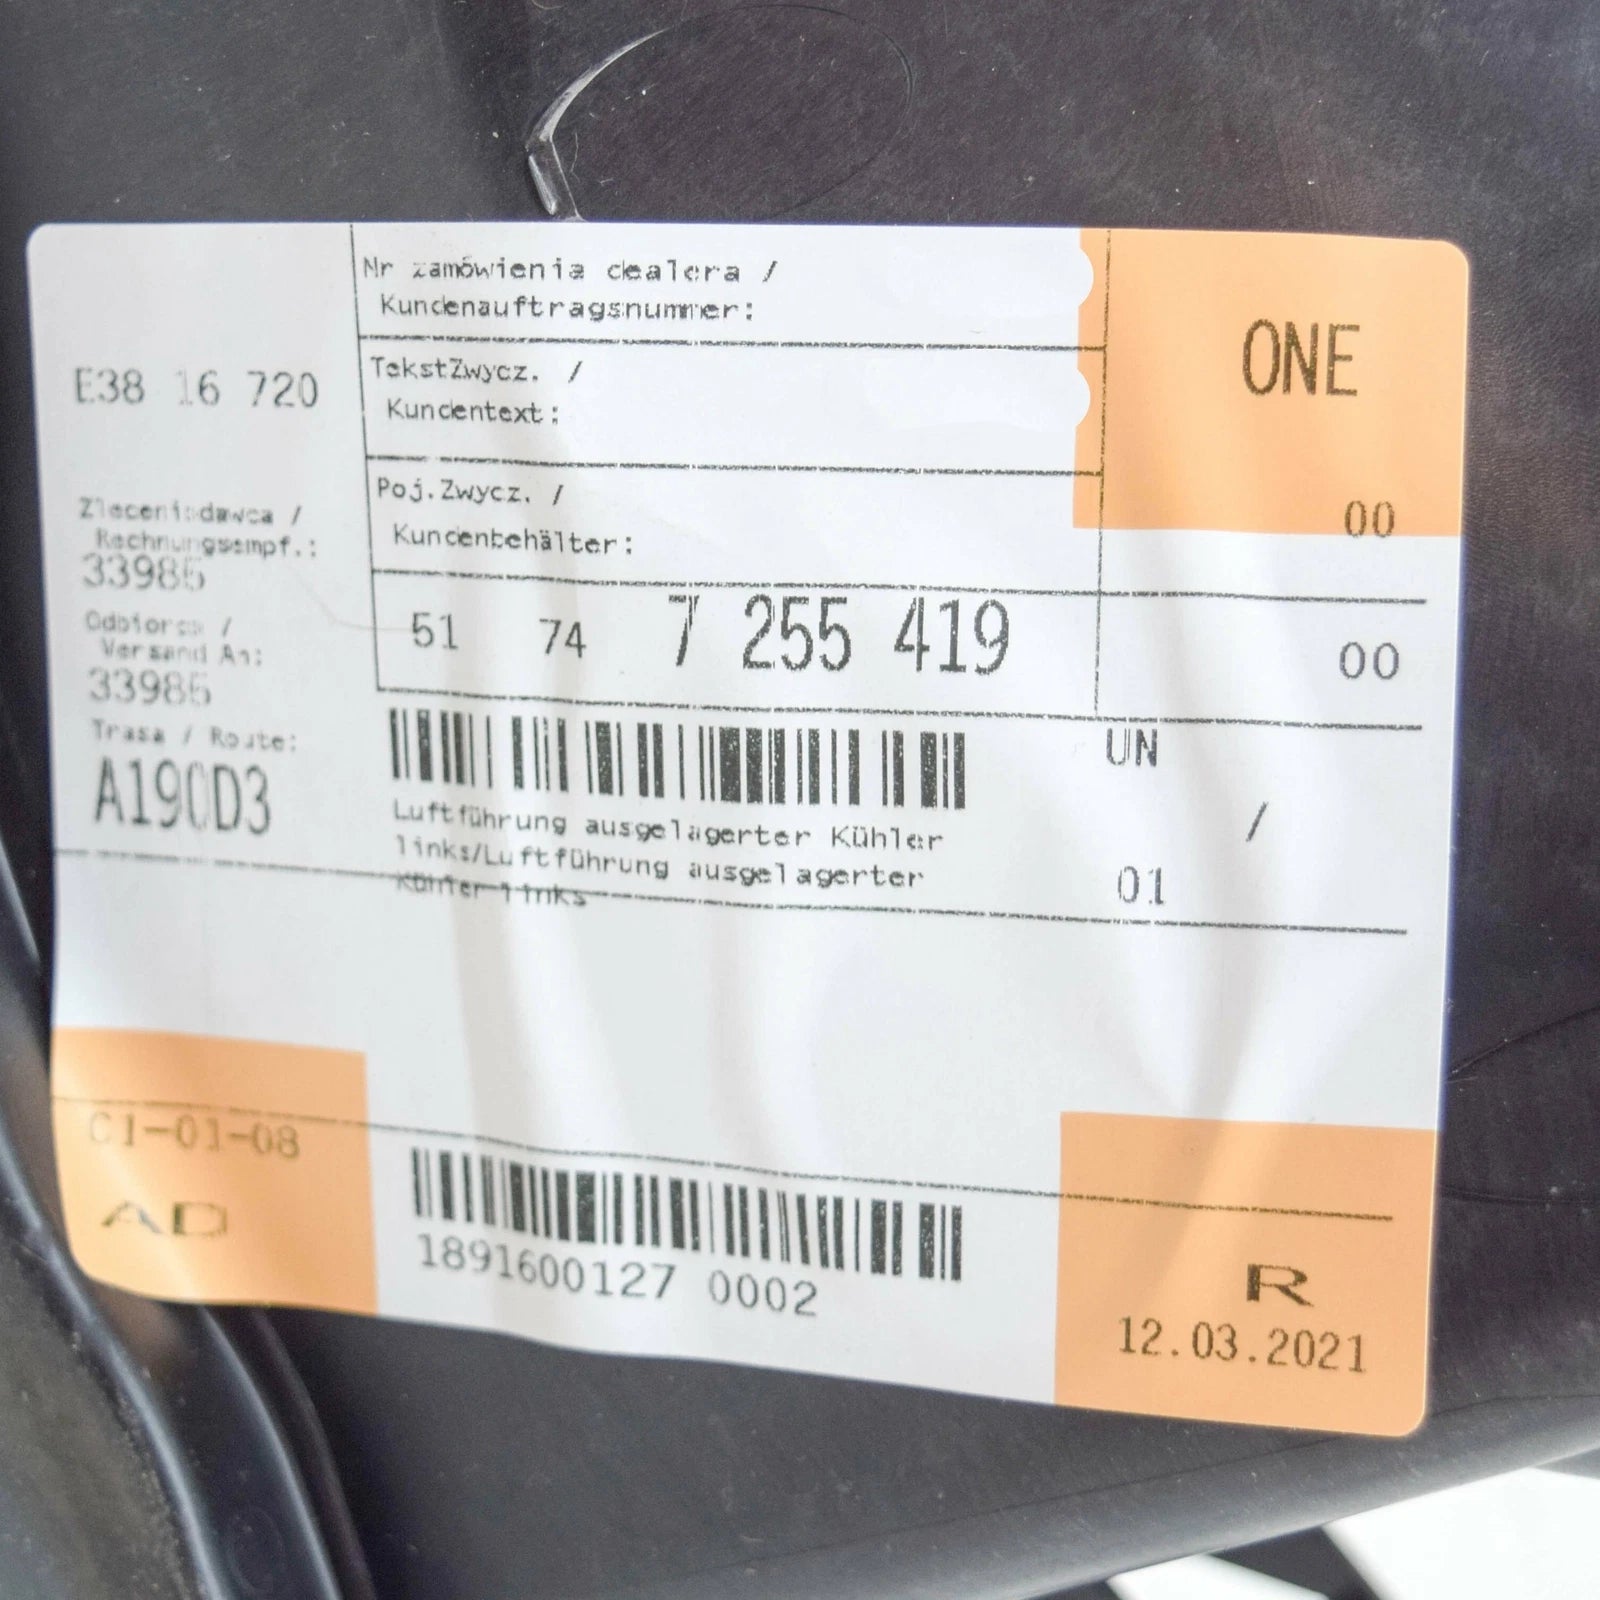 Nr zamówienia dealera /
Kundenauftragsnummer:
ONE
E38 16 720
TekstZwycz. /
Kundentext:
00
Poj.Zwycz. /
Kundenbehälter:
Zleceniodawca /
Rechnungsempf.:
33985
Odbiorca /
Versand An:
33985
Trasa / Route:
A190D3
51 74 7 255 419
00
UN
/
01
Luftführung ausgelagerter Kühler
links/Luftführung ausgelagerter
Kühler links
C1-01-08
AD
1891600127 0002
R
12.03.2021